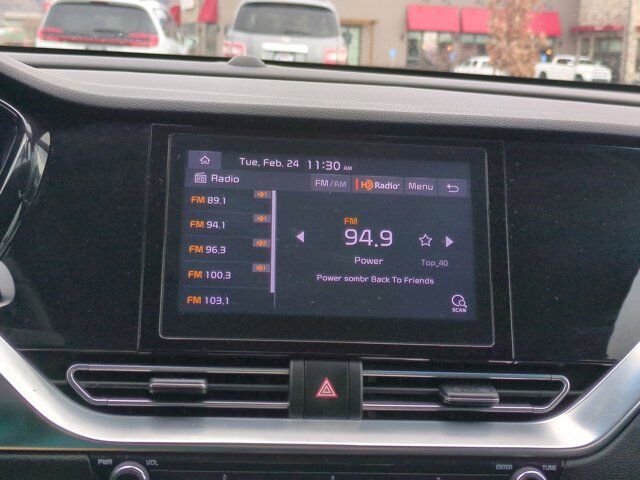 Tue, Feb. 24 11:30 AM
Radio FM/AM HD Radio Menu
FM 89.1
FM 94.1
FM 96.3
FM 100.3
FM 103.1
FM
94.9
Power
Top_40
Power sombr Back To Friends
SCAN
PWR VOL
ENTER TUNE